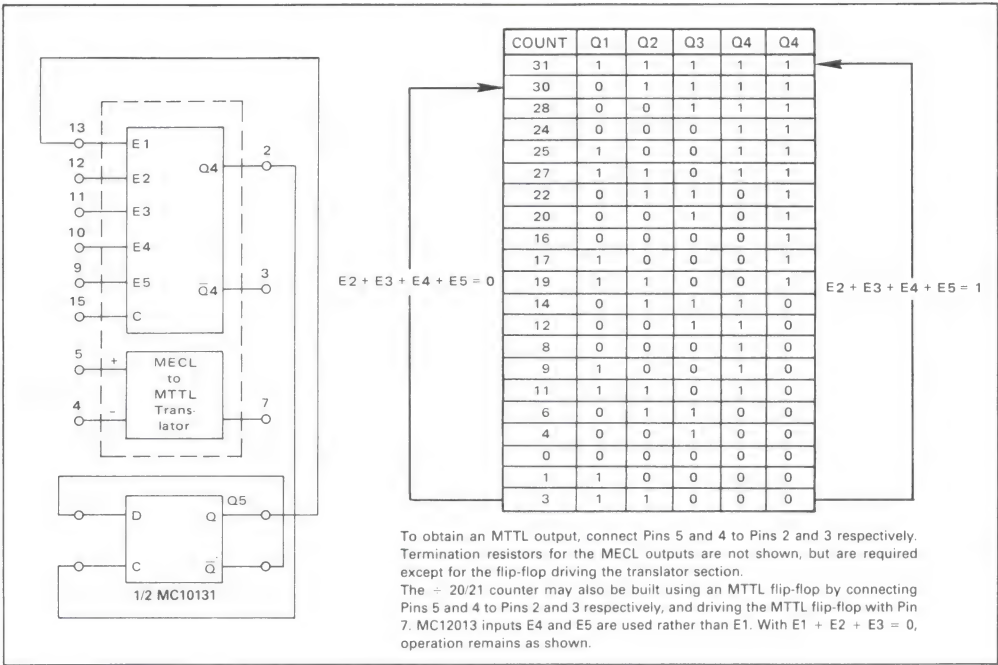 13
E1
12
E2
11
E3
10
E4
9
E5
15
C
Q4
2
Q̅4
3
5
+
4
-
MECL
to
MTTL
Trans-
lator
7
D
Q
Q5
C
Q̅
1/2 MC10131
E2 + E3 + E4 + E5 = 0
COUNT Q1 Q2 Q3 Q4 Q4
31 1 1 1 1 1
30 0 1 1 1 1
28 0 0 1 1 1
24 0 0 0 1 1
25 1 0 0 1 1
27 1 1 0 1 1
22 0 1 1 0 1
20 0 0 1 0 1
16 0 0 0 0 1
17 1 0 0 0 1
19 1 1 0 0 1
14 0 1 1 1 0
12 0 0 1 1 0
8 0 0 0 1 0
9 1 0 0 1 0
11 1 1 0 1 0
6 0 1 1 0 0
4 0 0 1 0 0
0 0 0 0 0 0
1 1 0 0 0 0
3 1 1 0 0 0
E2 + E3 + E4 + E5 = 1
To obtain an MTTL output, connect Pins 5 and 4 to Pins 2 and 3 respectively.
Termination resistors for the MECL outputs are not shown, but are required
except for the flip-flop driving the translator section.
The ÷ 20/21 counter may also be built using an MTTL flip-flop by connecting
Pins 5 and 4 to Pins 2 and 3 respectively, and driving the MTTL flip-flop with Pin
7. MC12013 inputs E4 and E5 are used rather than E1. With E1 + E2 + E3 = 0,
operation remains as shown.